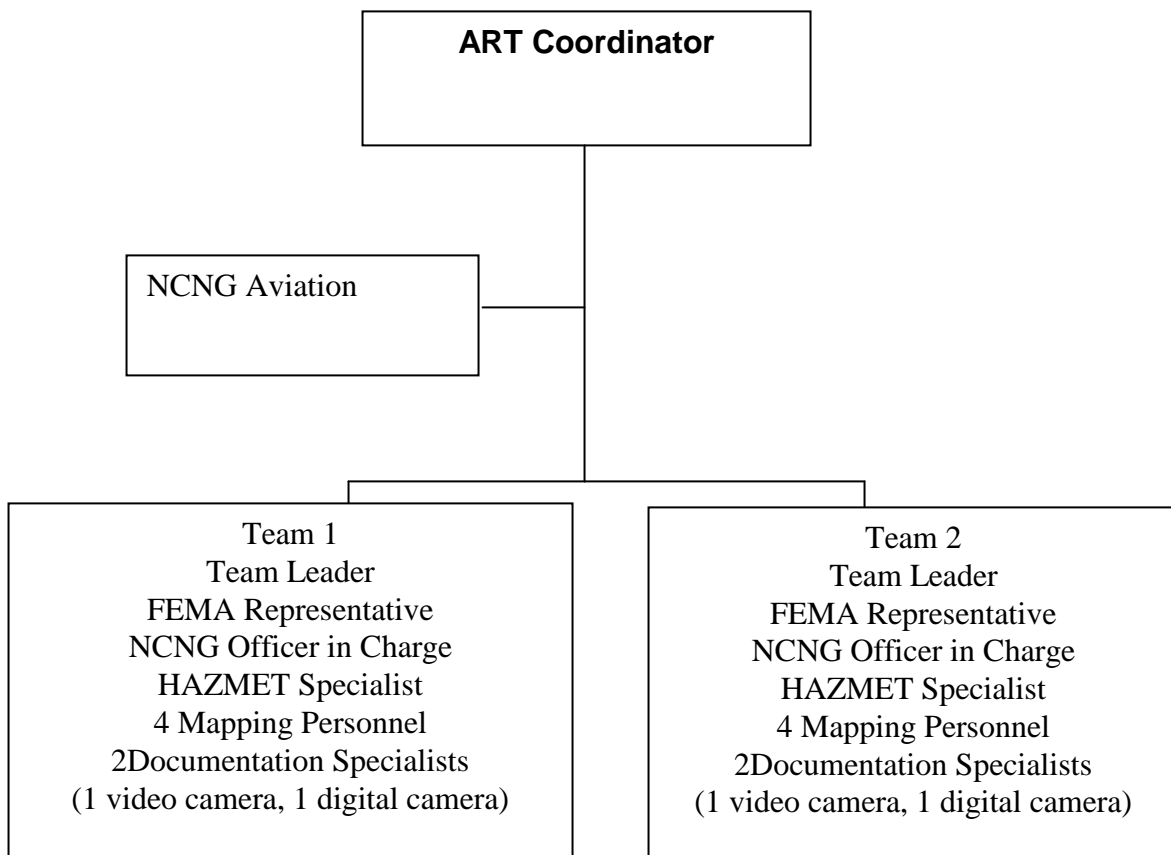 ART Coordinator
NCNG Aviation
Team 1
Team Leader
FEMA Representative
NCNG Officer in Charge
HAZMET Specialist
4 Mapping Personnel
2Documentation Specialists
(1 video camera, 1 digital camera)
Team 2
Team Leader
FEMA Representative
NCNG Officer in Charge
HAZMET Specialist
4 Mapping Personnel
2Documentation Specialists
(1 video camera, 1 digital camera)